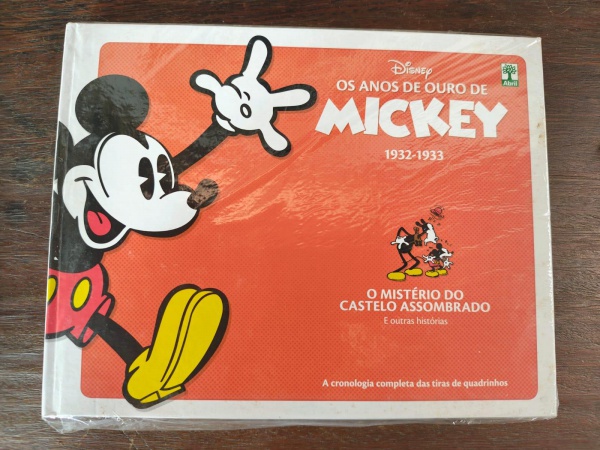 Disney
Abril
OS ANOS DE OURO DE
MICKEY
1932-1933
O MISTÉRIO DO
CASTELO ASSOMBRADO
E outras histórias
A cronologia completa das tiras de quadrinhos